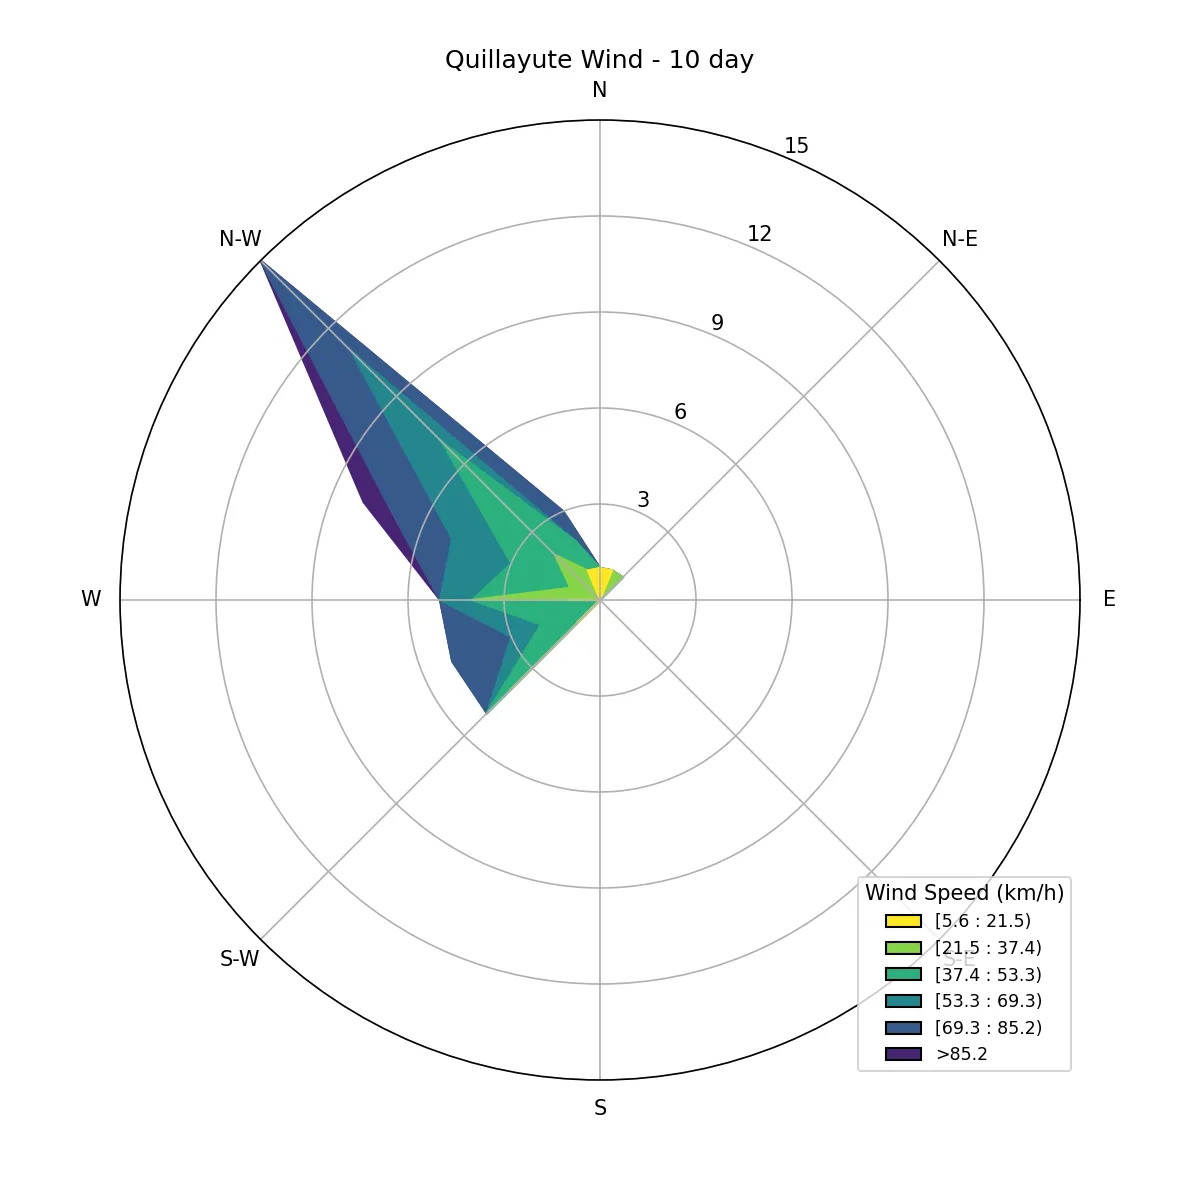 Quillayute Wind - 10 day
N
15
N-W
12
N-E
9
6
3
W
E
S-W
S-E
S
Wind Speed (km/h)
[5.6 : 21.5)
[21.5 : 37.4)
[37.4 : 53.3)
[53.3 : 69.3)
[69.3 : 85.2)
>85.2